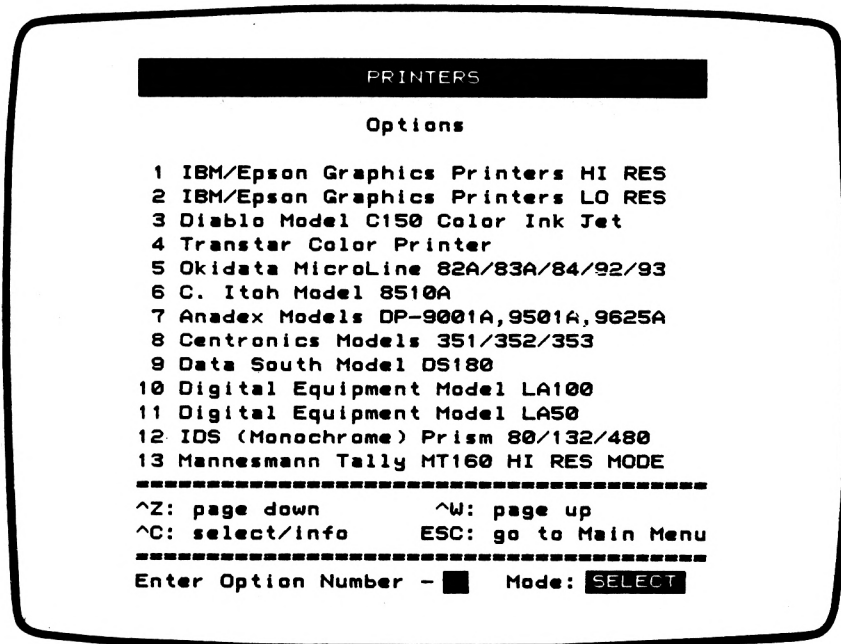 PRINTERS
Options
1 IBM/Epson Graphics Printers HI RES
2 IBM/Epson Graphics Printers LO RES
3 Diablo Model C150 Color Ink Jet
4 Transtar Color Printer
5 Okidata MicroLine 82A/83A/84/92/93
6 C. Itoh Model 8510A
7 Anadex Models DP-9001A,9501A,9625A
8 Centronics Models 351/352/353
9 Data South Model DS180
10 Digital Equipment Model LA100
11 Digital Equipment Model LA50
12 IDS (Monochrome) Prism 80/132/480
13 Mannesmann Tally MT160 HI RES MODE
^Z: page down ^W: page up
^C: select/info ESC: go to Main Menu
Enter Option Number - Mode: SELECT